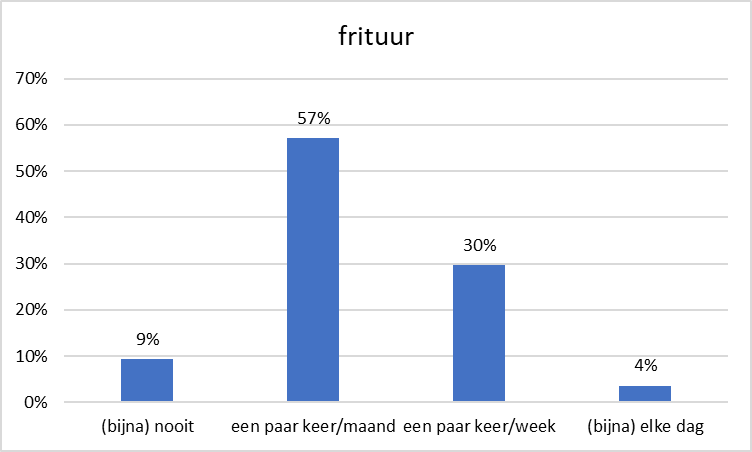 frituur
70%
60%
50%
40%
30%
20%
10%
0%
9%
57%
30%
4%
(bijna) nooit
een paar keer/maand
een paar keer/week
(bijna) elke dag